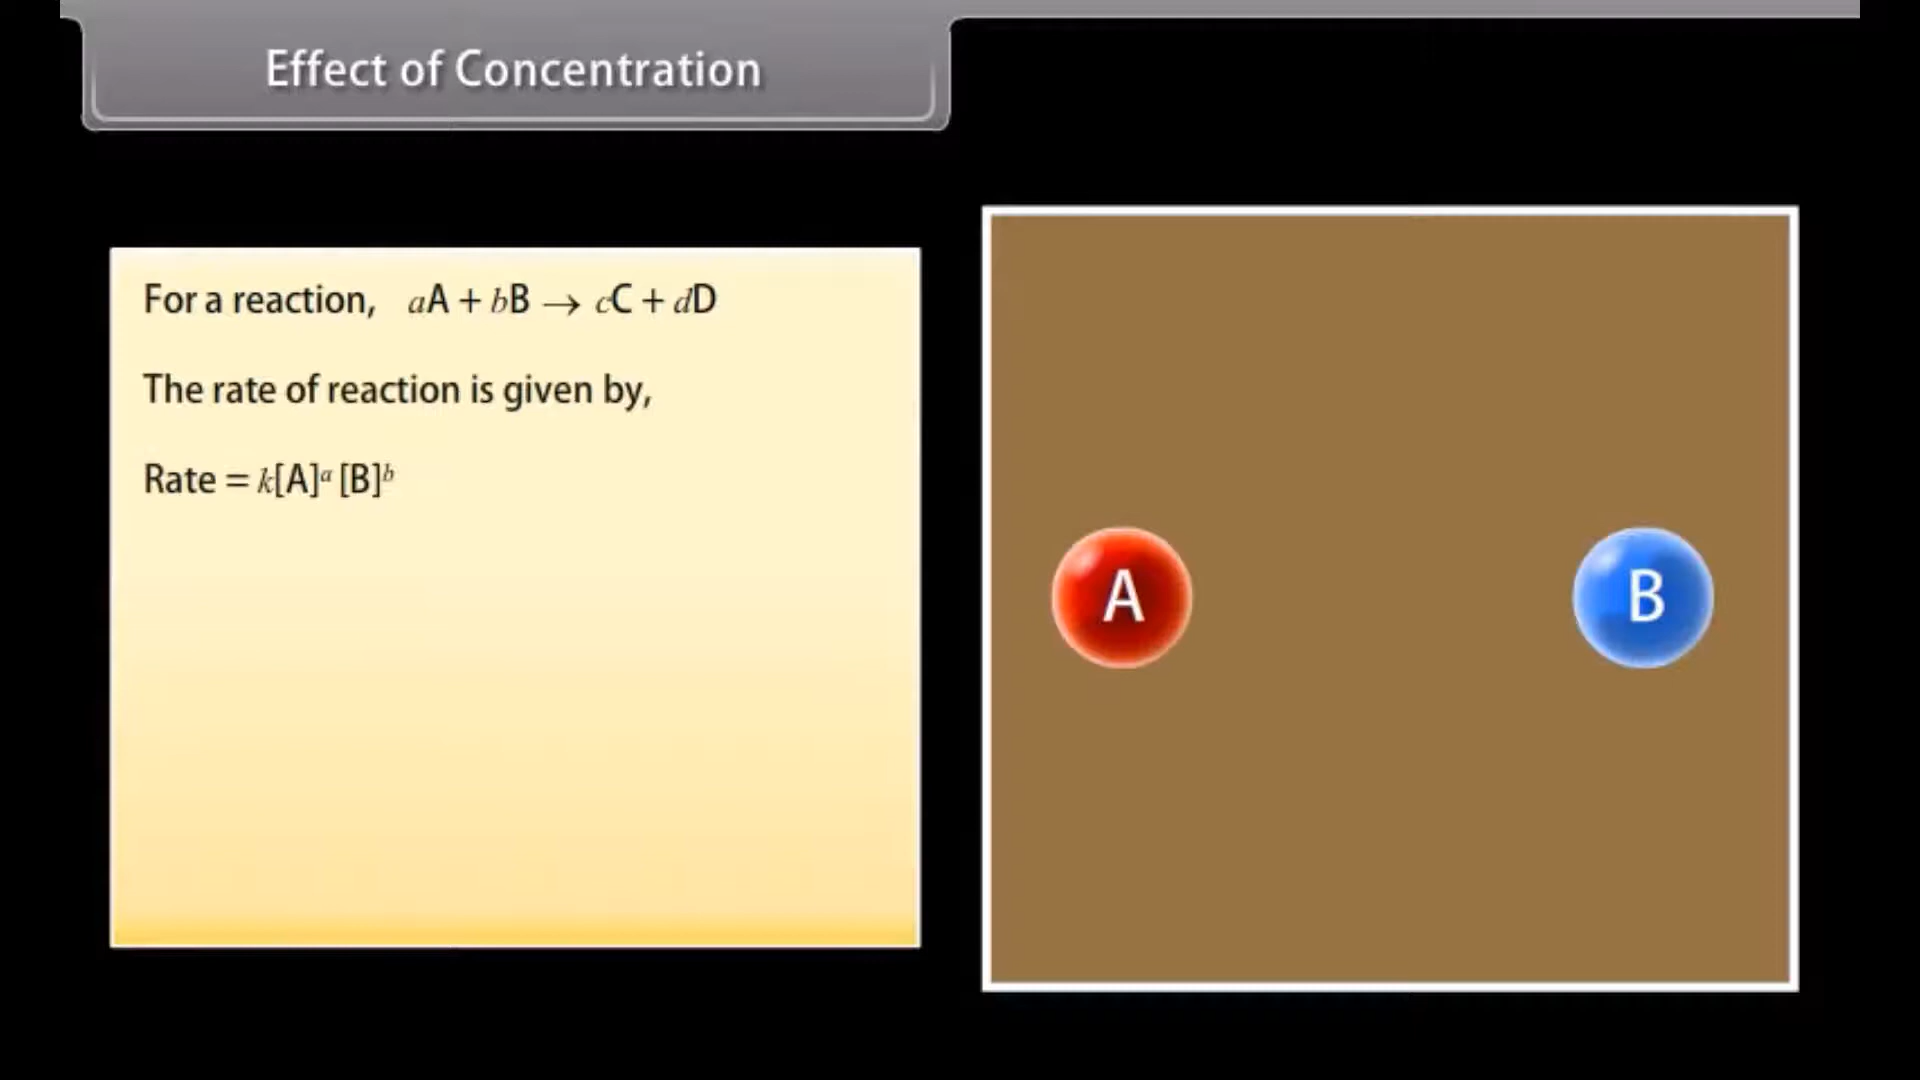 Effect of Concentration
For a reaction, aA + bB → cC + dD
The rate of reaction is given by,
Rate = k[A]ᵃ [B]ᵇ
A
B